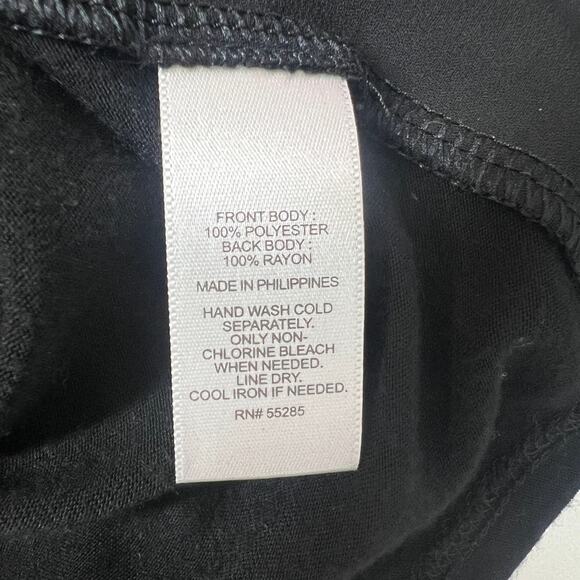 FRONT BODY :
100% POLYESTER
BACK BODY :
100% RAYON
MADE IN PHILIPPINES
HAND WASH COLD
SEPARATELY.
ONLY NON-
CHLORINE BLEACH
WHEN NEEDED.
LINE DRY.
COOL IRON IF NEEDED.
RN# 55285